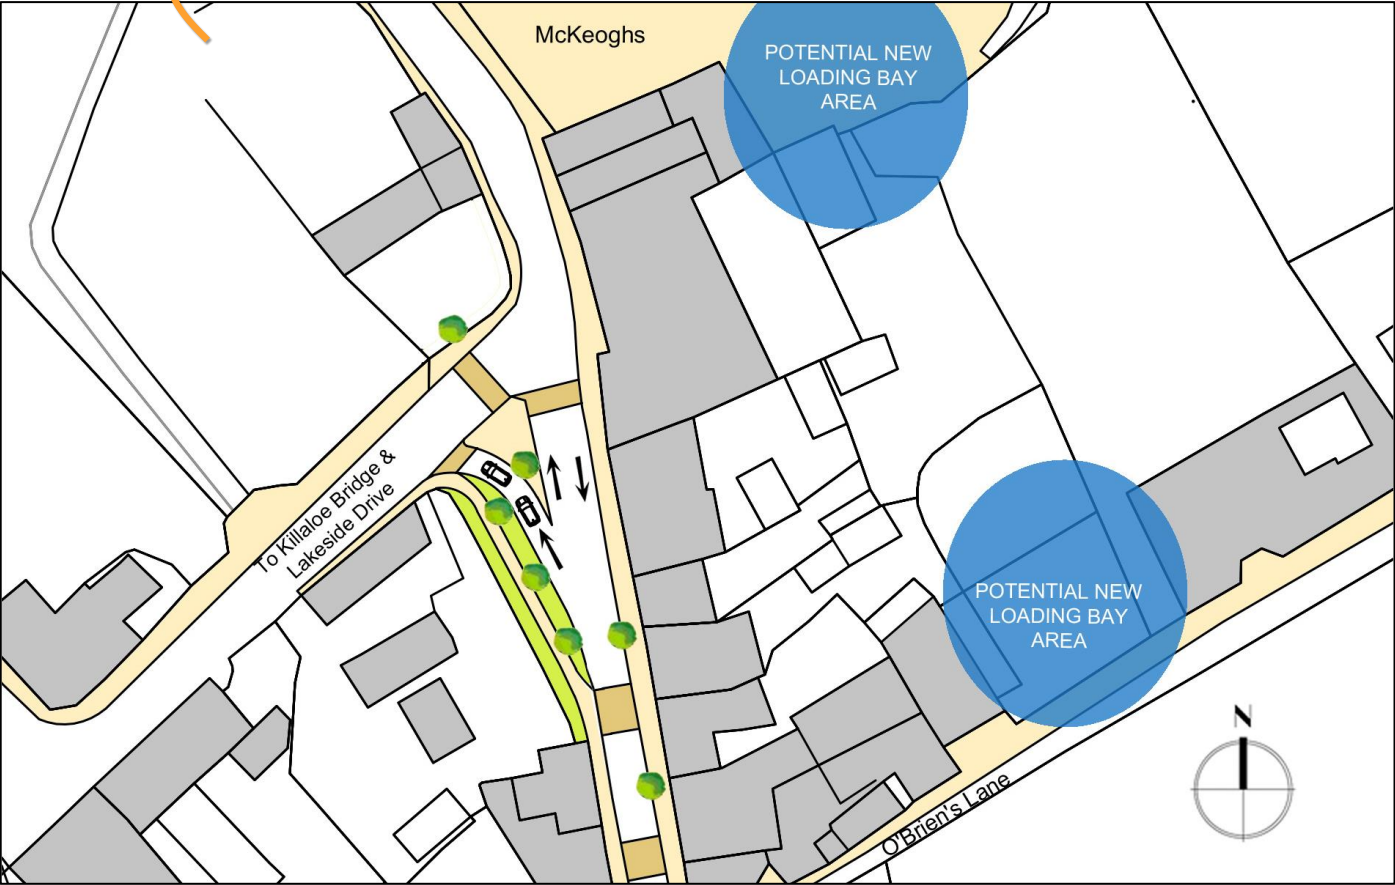 McKeoghs
POTENTIAL NEW
LOADING BAY
AREA
To Killaloe Bridge &
Lakeside Drive
POTENTIAL NEW
LOADING BAY
AREA
N
O'Brien's Lane